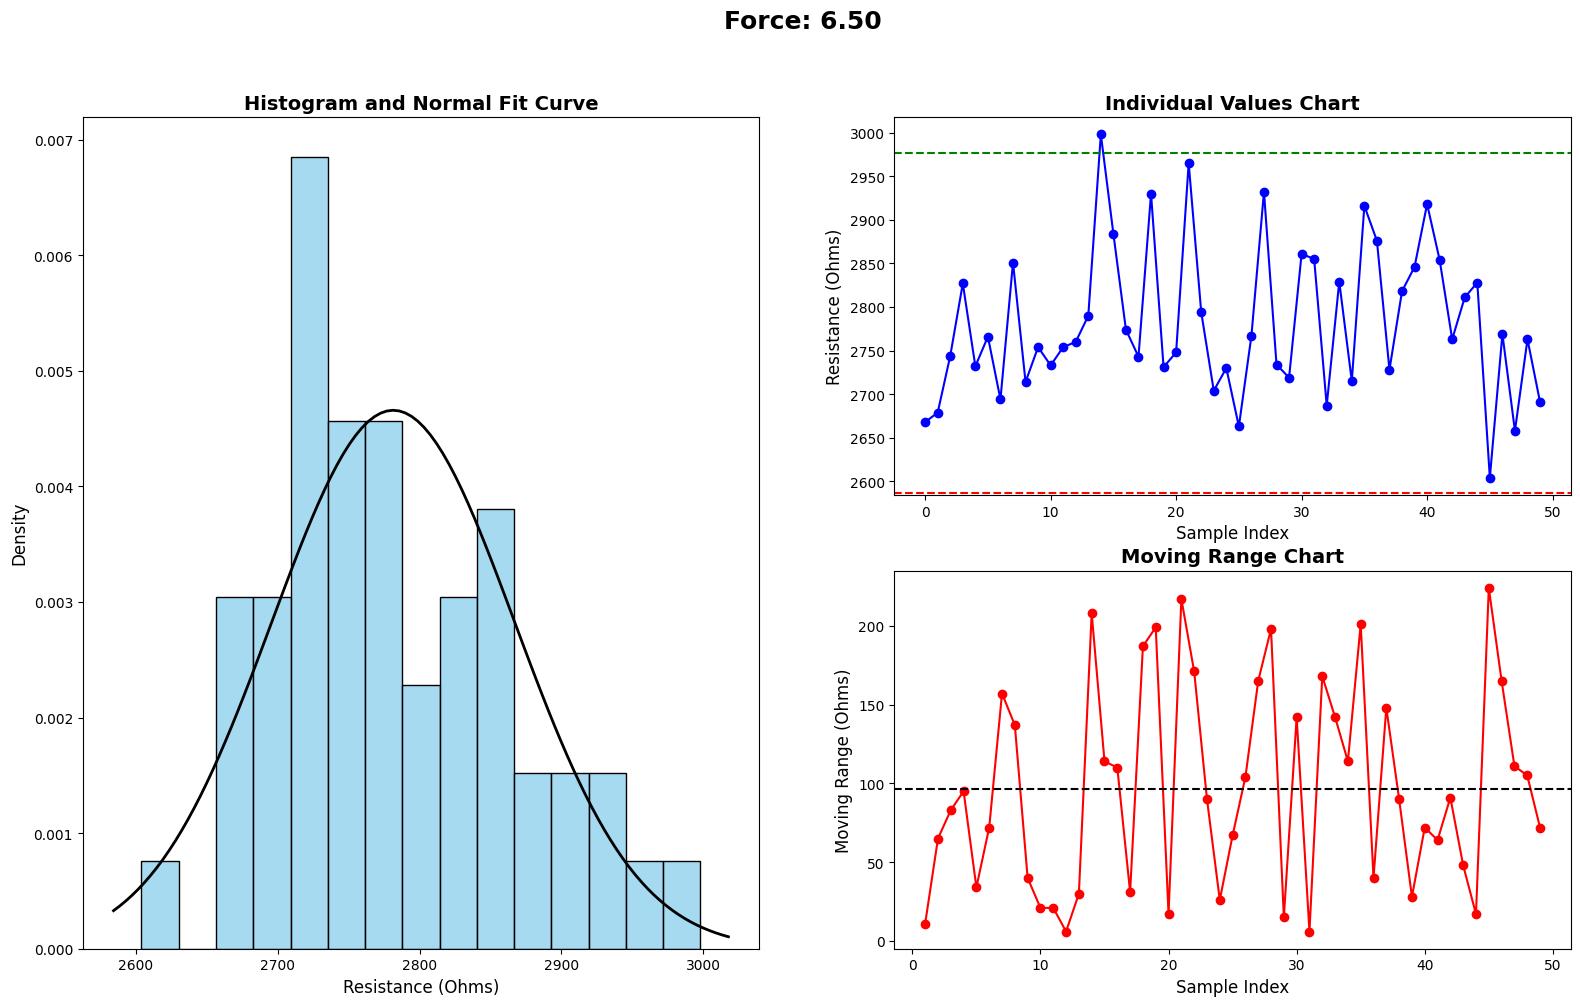 Force: 6.50
Histogram and Normal Fit Curve
0.007
0.006
0.005
0.004
0.003
0.002
0.001
0.000
Density
2600 2700 2800 2900 3000
Resistance (Ohms)
Individual Values Chart
3000
2950
2900
2850
2800
2750
2700
2650
2600
Resistance (Ohms)
0 10 20 30 40 50
Sample Index
Moving Range Chart
200
150
100
50
0
Moving Range (Ohms)
0 10 20 30 40 50
Sample Index